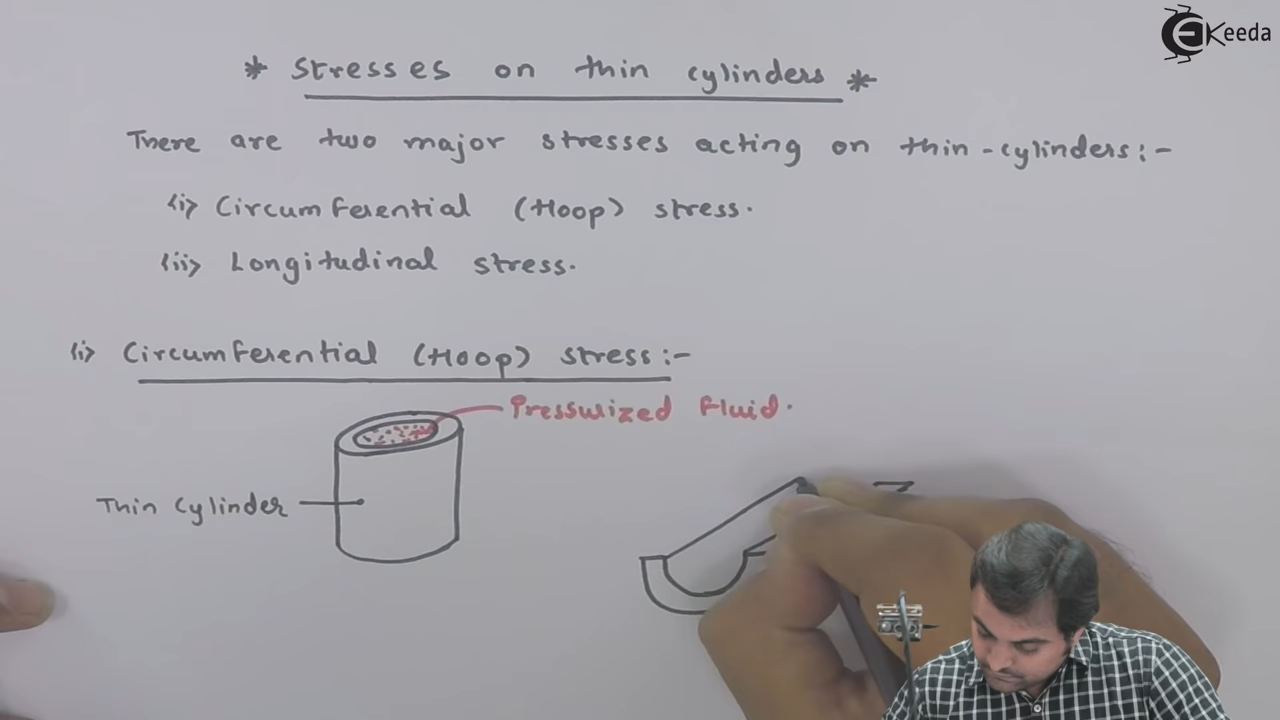 Keeda
* Stresses on thin cylinders *
There are two major stresses acting on thin-cylinders:-
(i) Circumferential (Hoop) stress.
(ii) Longitudinal stress.
(i) Circumferential (Hoop) stress:-
Pressurized fluid.
Thin Cylinder